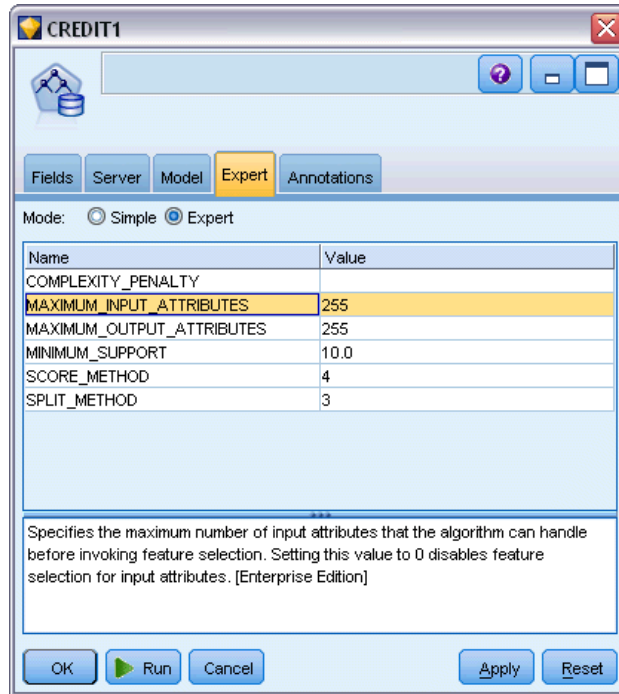 CREDIT1
Fields Server Model Expert Annotations
Mode: Simple Expert
Name Value
COMPLEXITY_PENALTY
MAXIMUM_INPUT_ATTRIBUTES 255
MAXIMUM_OUTPUT_ATTRIBUTES 255
MINIMUM_SUPPORT 10.0
SCORE_METHOD 4
SPLIT_METHOD 3
Specifies the maximum number of input attributes that the algorithm can handle
before invoking feature selection. Setting this value to 0 disables feature
selection for input attributes. [Enterprise Edition]
OK Run Cancel Apply Reset